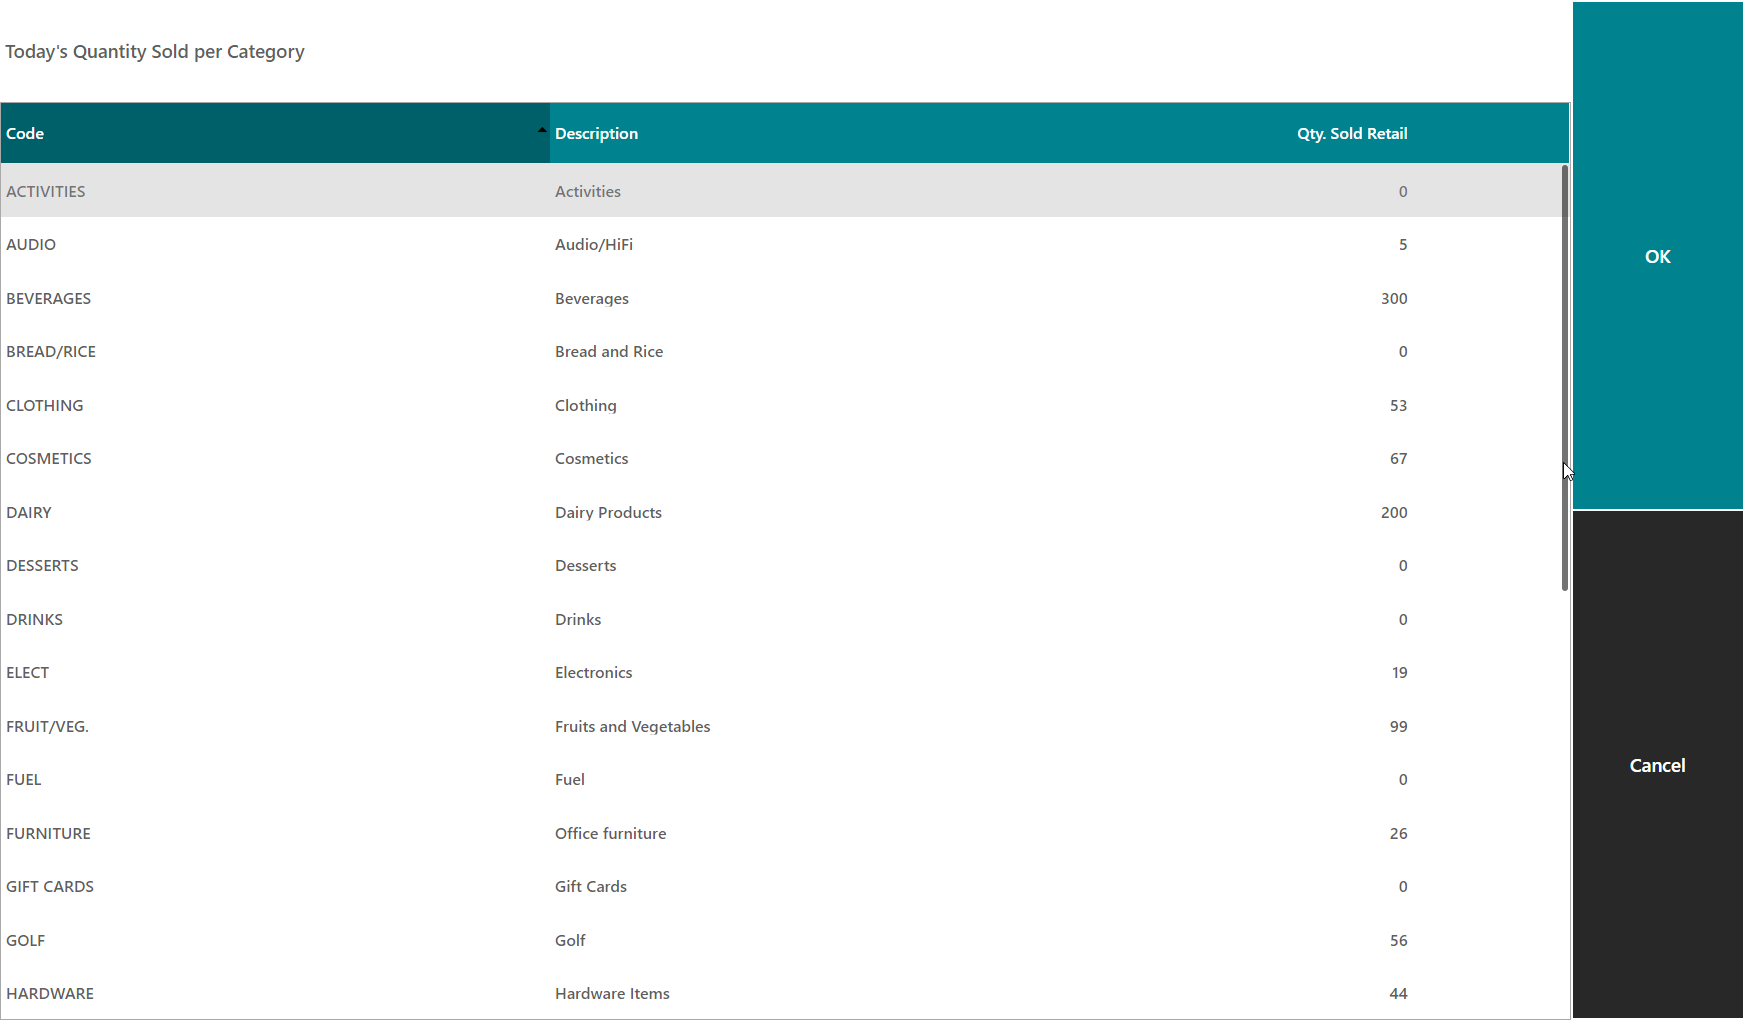 Today's Quantity Sold per Category
Code Description Qty. Sold Retail
ACTIVITIES Activities 0
AUDIO Audio/HiFi 5
BEVERAGES Beverages 300
BREAD/RICE Bread and Rice 0
CLOTHING Clothing 53
COSMETICS Cosmetics 67
DAIRY Dairy Products 200
DESSERTS Desserts 0
DRINKS Drinks 0
ELECT Electronics 19
FRUIT/VEG. Fruits and Vegetables 99
FUEL Fuel 0
FURNITURE Office furniture 26
GIFT CARDS Gift Cards 0
GOLF Golf 56
HARDWARE Hardware Items 44
OK
Cancel